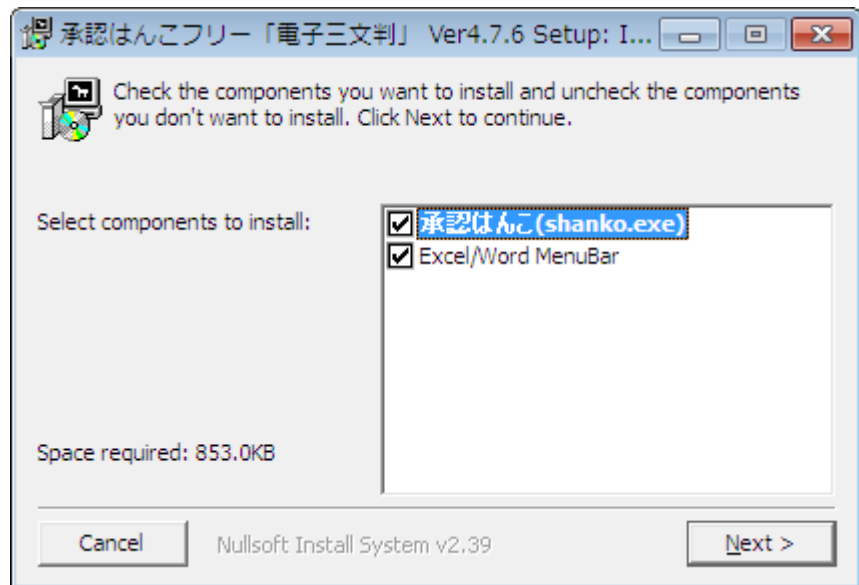 承認はんこフリー「電子三文判」 Ver4.7.6 Setup: I...
Check the components you want to install and uncheck the components
you don't want to install. Click Next to continue.
Select components to install:
承認はんこ(shanko.exe)
Excel/Word MenuBar
Space required: 853.0KB
Cancel
Nullsoft Install System v2.39
Next >